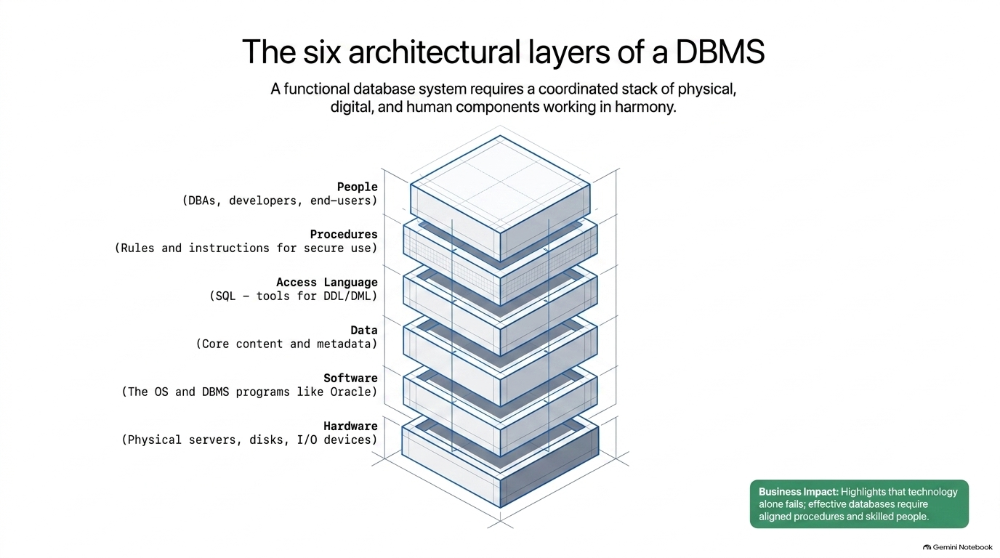 The six architectural layers of a DBMS
A functional database system requires a coordinated stack of physical,
digital, and human components working in harmony.
People
(DBAs, developers, end-users)
Procedures
(Rules and instructions for secure use)
Access Language
(SQL – tools for DDL/DML)
Data
(Core content and metadata)
Software
(The OS and DBMS programs like Oracle)
Hardware
(Physical servers, disks, I/O devices)
Business Impact: Highlights that technology
alone fails; effective databases require
aligned procedures and skilled people.
Gemini Notebook